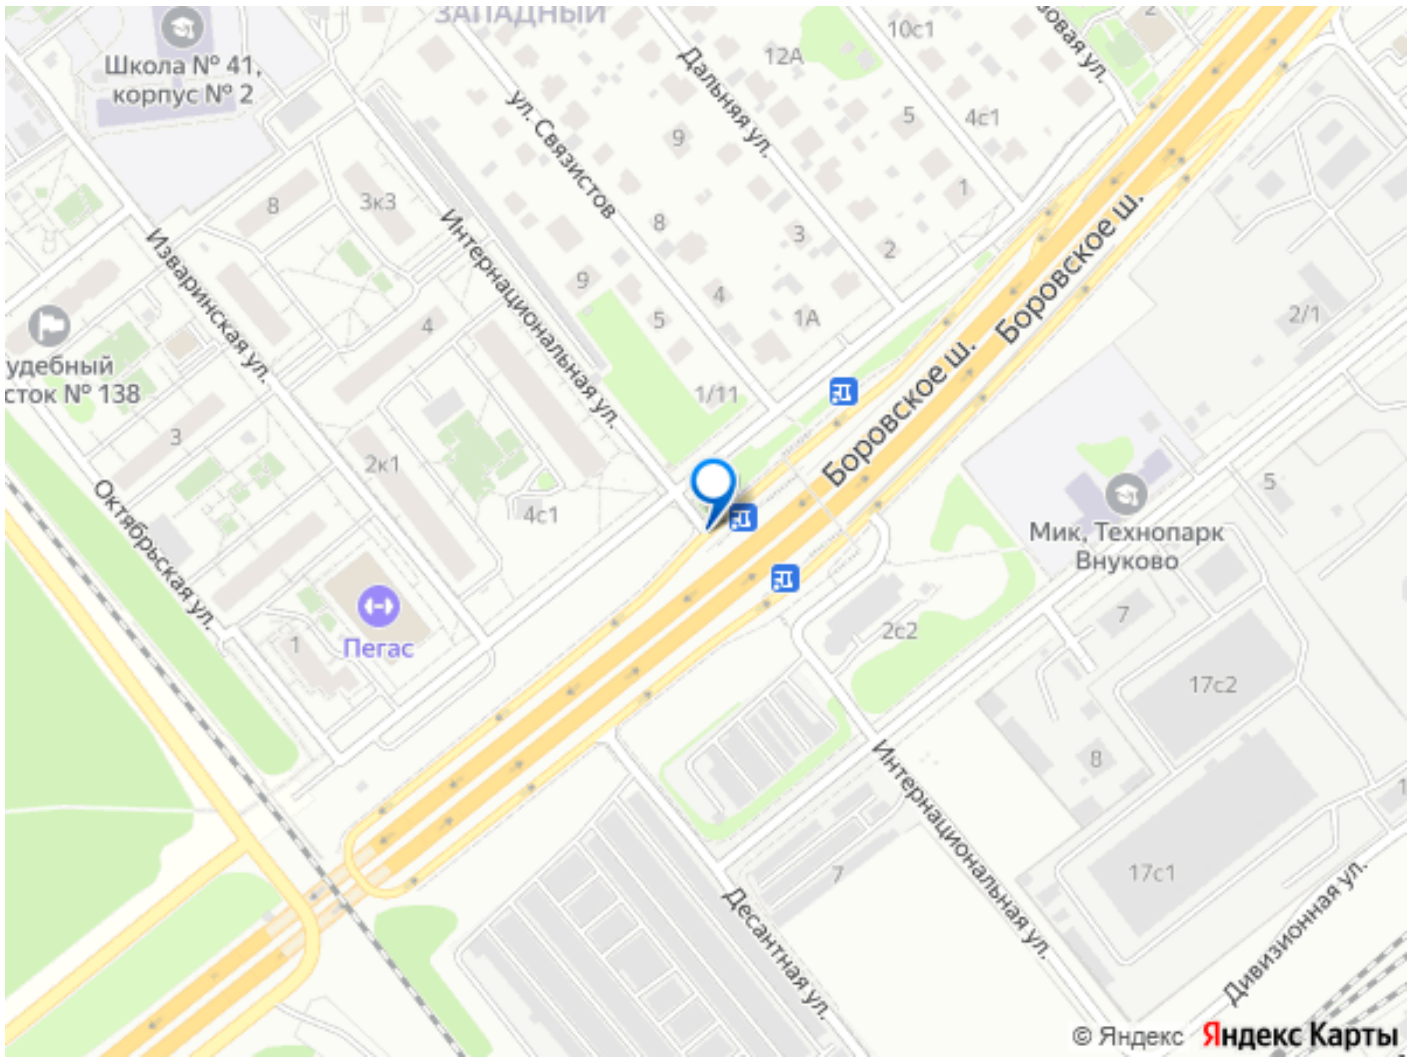 ЗАПАДНЫЙ
Школа № 41,
корпус № 2
12А
10с1
2
зовая ул.
Дальняя ул.
ул. Связистов
9
5
4с1
1
3к3
8
8
3
2
Интернациональная ул.
Изваринская ул.
9
4
5
1А
1/11
Боровское ш.
Боровское ш.
2/1
удебный
сток № 138
4
3
2к1
4с1
Октябрьская ул.
1
Пегас
Мик, Технопарк
Внуково
5
7
2с2
17с2
8
17с1
1
7
Интернациональная ул.
Десантная ул.
Дивизионная ул.
© Яндекс Яндекс Карты